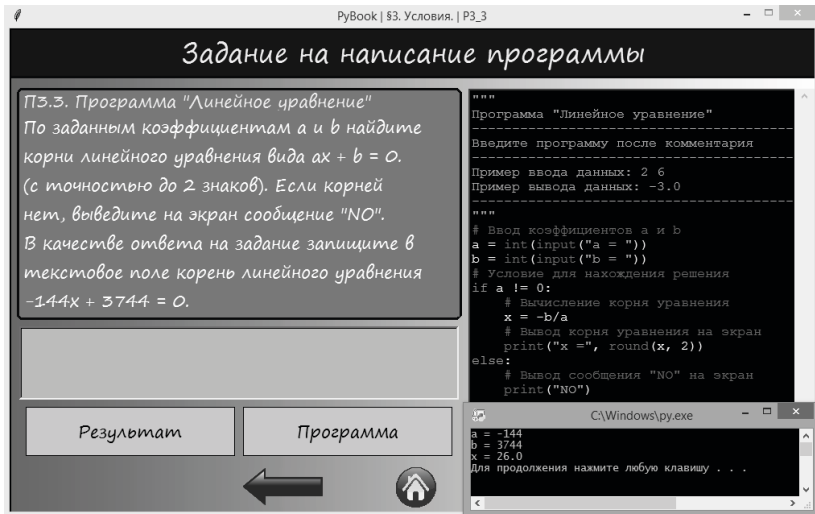 PyBook | §3. Условия. | P3_3
Задание на написание программы
П3.3. Программа "Линейное уравнение"
По заданным коэффициентам a и b найдите
корни линейного уравнения вида ax + b = 0.
(с точностью до 2 знаков). Если корней
нет, выведите на экран сообщение "NO".
В качестве ответа на задание запишите в
текстовое поле корень линейного уравнения
-144x + 3744 = 0.
Результат
Программа
"""
Программа "Линейное уравнение"
----------------------------------------
Введите программу после комментария
----------------------------------------
Пример ввода данных: 2 6
Пример вывода данных: -3.0
----------------------------------------
"""
# Ввод коэффициентов a и b
a = int(input("a = "))
b = int(input("b = "))
# Условие для нахождения решения
if a != 0:
    # Вычисление корня уравнения
    x = -b/a
    # Вывод корня уравнения на экран
    print("x =", round(x, 2))
else:
    # Вывод сообщения "NO" на экран
    print("NO")
C:\Windows\py.exe
a = -144
b = 3744
x = 26.0
Для продолжения нажмите любую клавишу . . .